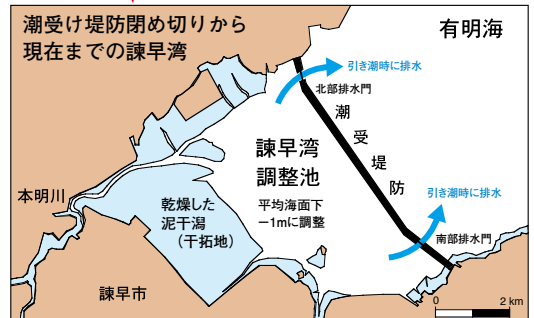 潮受け堤防閉め切りから
現在までの諫早湾
有明海
引き潮時に排水
北部排水門
潮受堤防
諫早湾
調整池
平均海面下
−1mに調整
本明川
乾燥した
泥干潟
（干拓地）
引き潮時に排水
南部排水門
諫早市
0 2 km